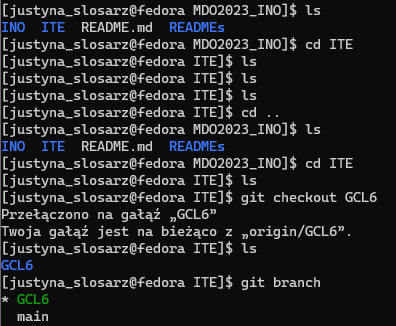 [justyna_slosarz@fedora MDO2023_INO]$ ls
INO ITE README.md READMEs
[justyna_slosarz@fedora MDO2023_INO]$ cd ITE
[justyna_slosarz@fedora ITE]$ ls
[justyna_slosarz@fedora ITE]$ ls
[justyna_slosarz@fedora ITE]$ ls
[justyna_slosarz@fedora ITE]$ cd ..
[justyna_slosarz@fedora MDO2023_INO]$ ls
INO ITE README.md READMEs
[justyna_slosarz@fedora MDO2023_INO]$ cd ITE
[justyna_slosarz@fedora ITE]$ ls
[justyna_slosarz@fedora ITE]$ git checkout GCL6
Przełączono na gałąź „GCL6”
Twoja gałąź jest na bieżąco z „origin/GCL6”.
[justyna_slosarz@fedora ITE]$ ls
GCL6
[justyna_slosarz@fedora ITE]$ git branch
* GCL6
main